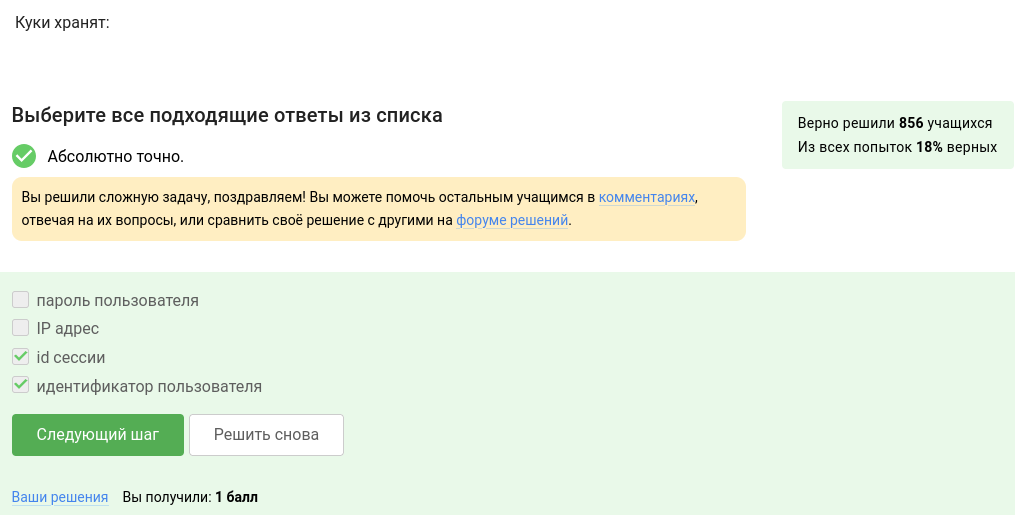 Куки хранят:
Выберите все подходящие ответы из списка
Верно решили 856 учащихся
Из всех попыток 18% верных
Абсолютно точно.
Вы решили сложную задачу, поздравляем! Вы можете помочь остальным учащимся в комментариях,
отвечая на их вопросы, или сравнить своё решение с другими на форуме решений.
пароль пользователя
IP адрес
id сессии
идентификатор пользователя
Следующий шаг Решить снова
Ваши решения Вы получили: 1 балл